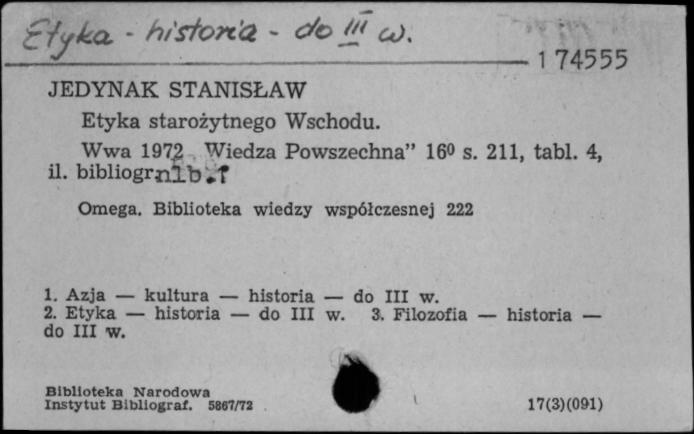 Etyka - historia - do III w.
174555
JEDYNAK STANISŁAW
Etyka starożytnego Wschodu.
Wwa 1972 Wiedza Powszechna” 16⁰ s. 211, tabl. 4,
il. bibliogr.
Omega. Biblioteka wiedzy współczesnej 222
1. Azja — kultura — historia — do III w.
2. Etyka — historia — do III w. 3. Filozofia — historia —
do III w.
Biblioteka Narodowa
Instytut Bibliograf. 5867/72
17(3)(091)